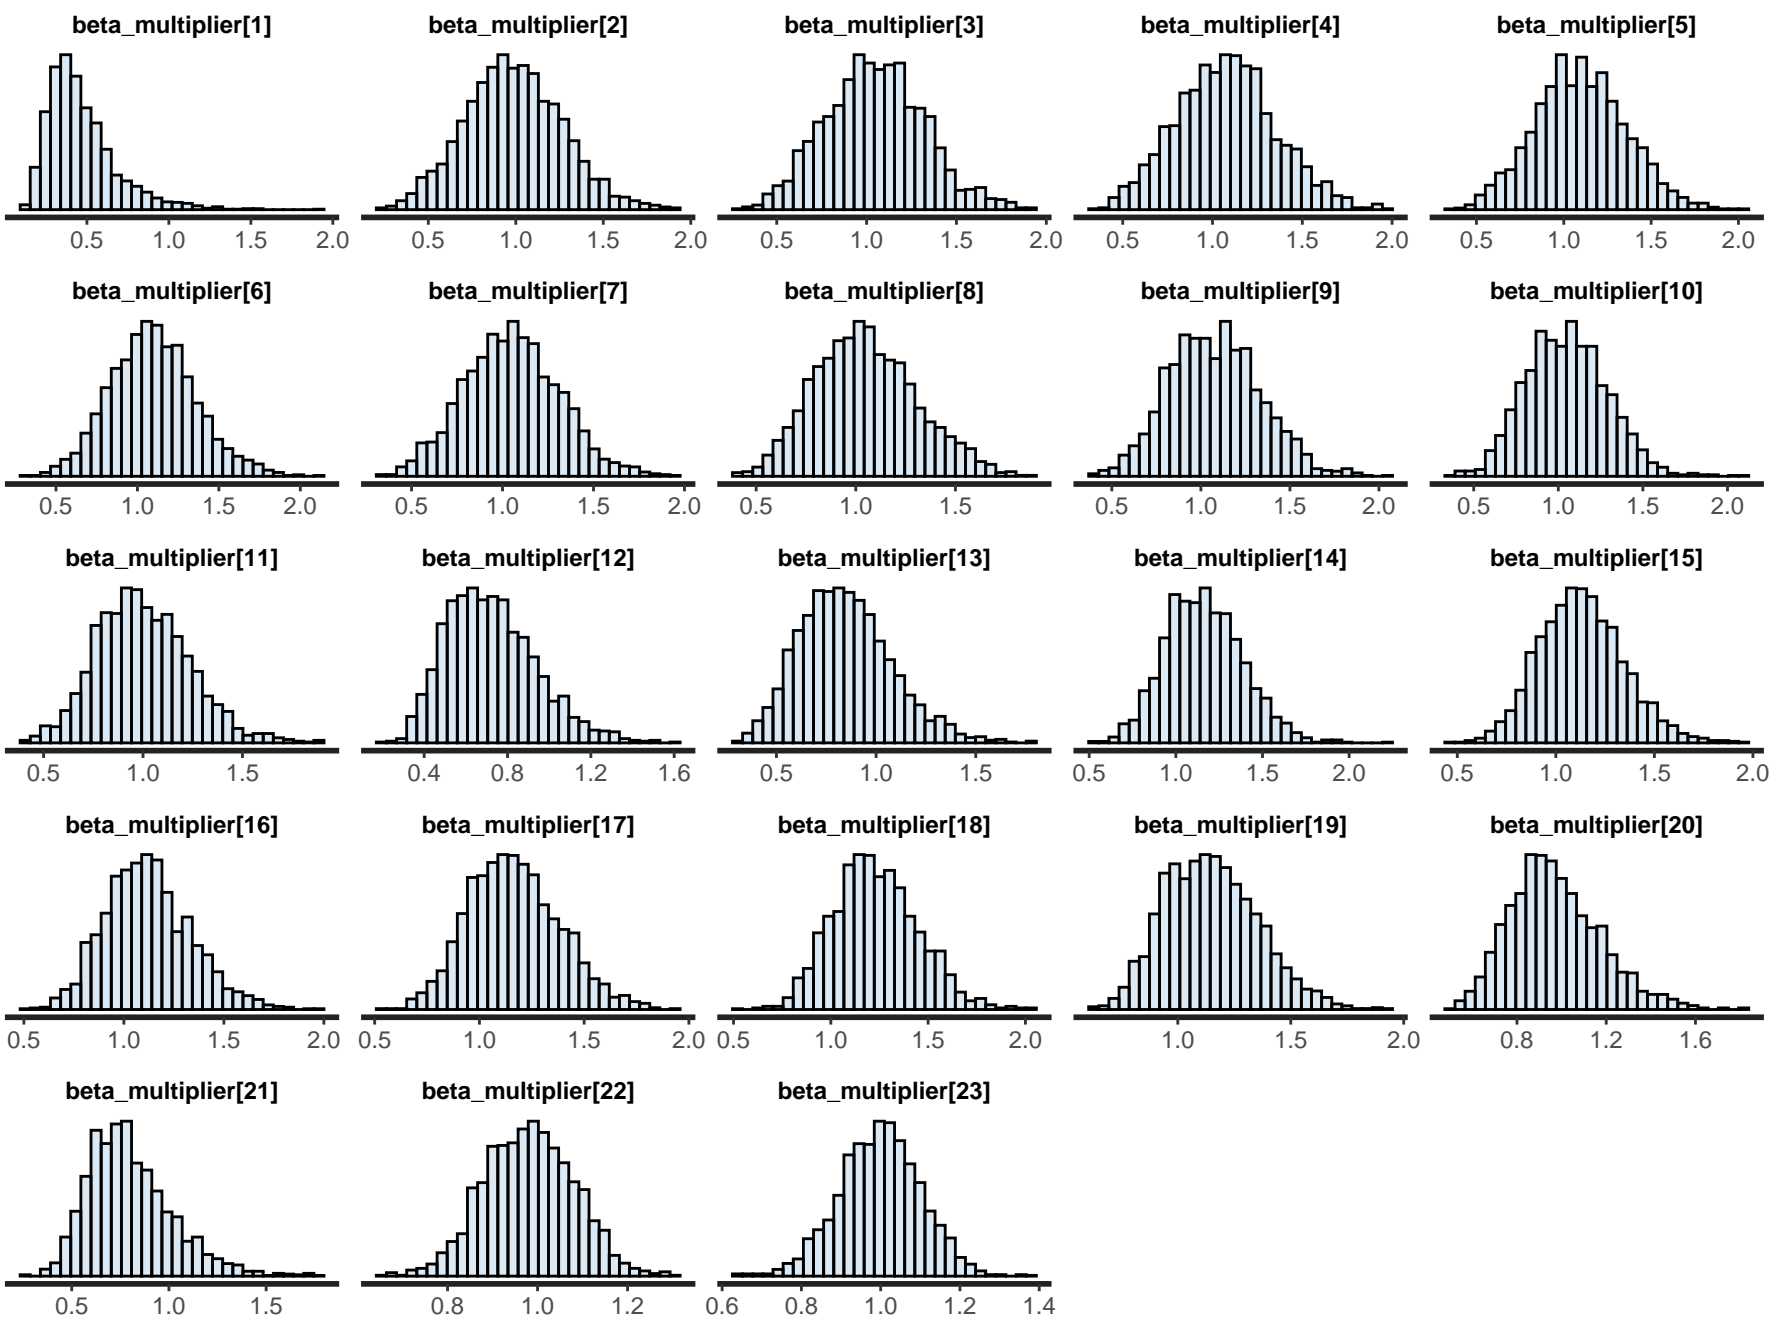 beta_multiplier[1] beta_multiplier[2] beta_multiplier[3] beta_multiplier[4] beta_multiplier[5]
0.5 1.0 1.5 2.0 0.5 1.0 1.5 2.0 0.5 1.0 1.5 2.0 0.5 1.0 1.5 2.0 0.5 1.0 1.5 2.0
beta_multiplier[6] beta_multiplier[7] beta_multiplier[8] beta_multiplier[9] beta_multiplier[10]
0.5 1.0 1.5 2.0 0.5 1.0 1.5 2.0 0.5 1.0 1.5 0.5 1.0 1.5 2.0 0.5 1.0 1.5 2.0
beta_multiplier[11] beta_multiplier[12] beta_multiplier[13] beta_multiplier[14] beta_multiplier[15]
0.5 1.0 1.5 0.4 0.8 1.2 1.6 0.5 1.0 1.5 0.5 1.0 1.5 2.0 0.5 1.0 1.5 2.0
beta_multiplier[16] beta_multiplier[17] beta_multiplier[18] beta_multiplier[19] beta_multiplier[20]
0.5 1.0 1.5 2.0 0.5 1.0 1.5 2.0 0.5 1.0 1.5 2.0 1.0 1.5 2.0 0.8 1.2 1.6
beta_multiplier[21] beta_multiplier[22] beta_multiplier[23]
0.5 1.0 1.5 0.8 1.0 1.2 0.6 0.8 1.0 1.2 1.4